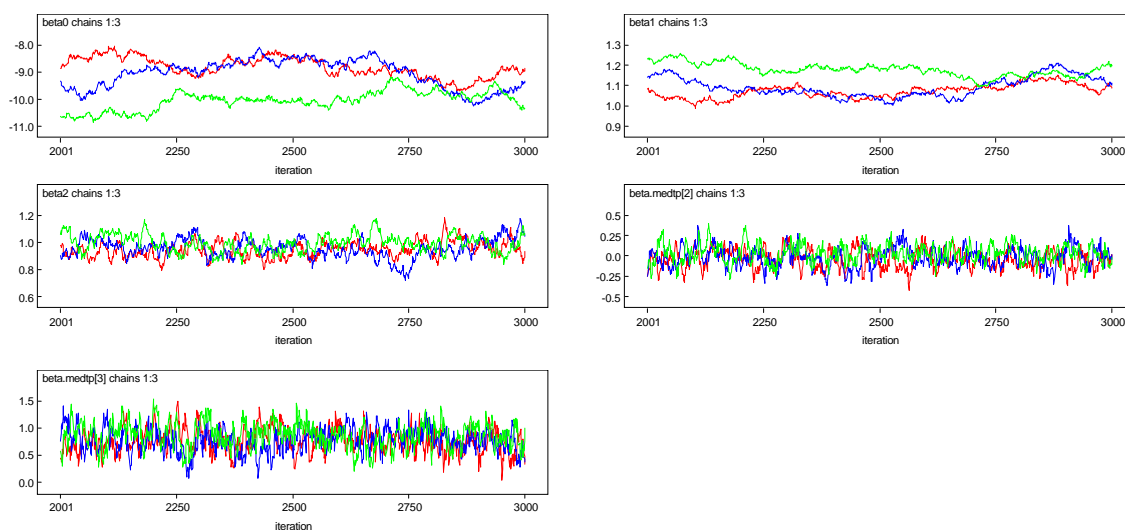 beta0 chains 1:3
-8.0
-9.0
-10.0
-11.0
2001 2250 2500 2750 3000
iteration
beta1 chains 1:3
1.3
1.2
1.1
1.0
0.9
2001 2250 2500 2750 3000
iteration
beta2 chains 1:3
1.2
1.0
0.8
0.6
2001 2250 2500 2750 3000
iteration
beta.medtp[2] chains 1:3
0.5
0.25
0.0
-0.25
-0.5
2001 2250 2500 2750 3000
iteration
beta.medtp[3] chains 1:3
1.5
1.0
0.5
0.0
2001 2250 2500 2750 3000
iteration